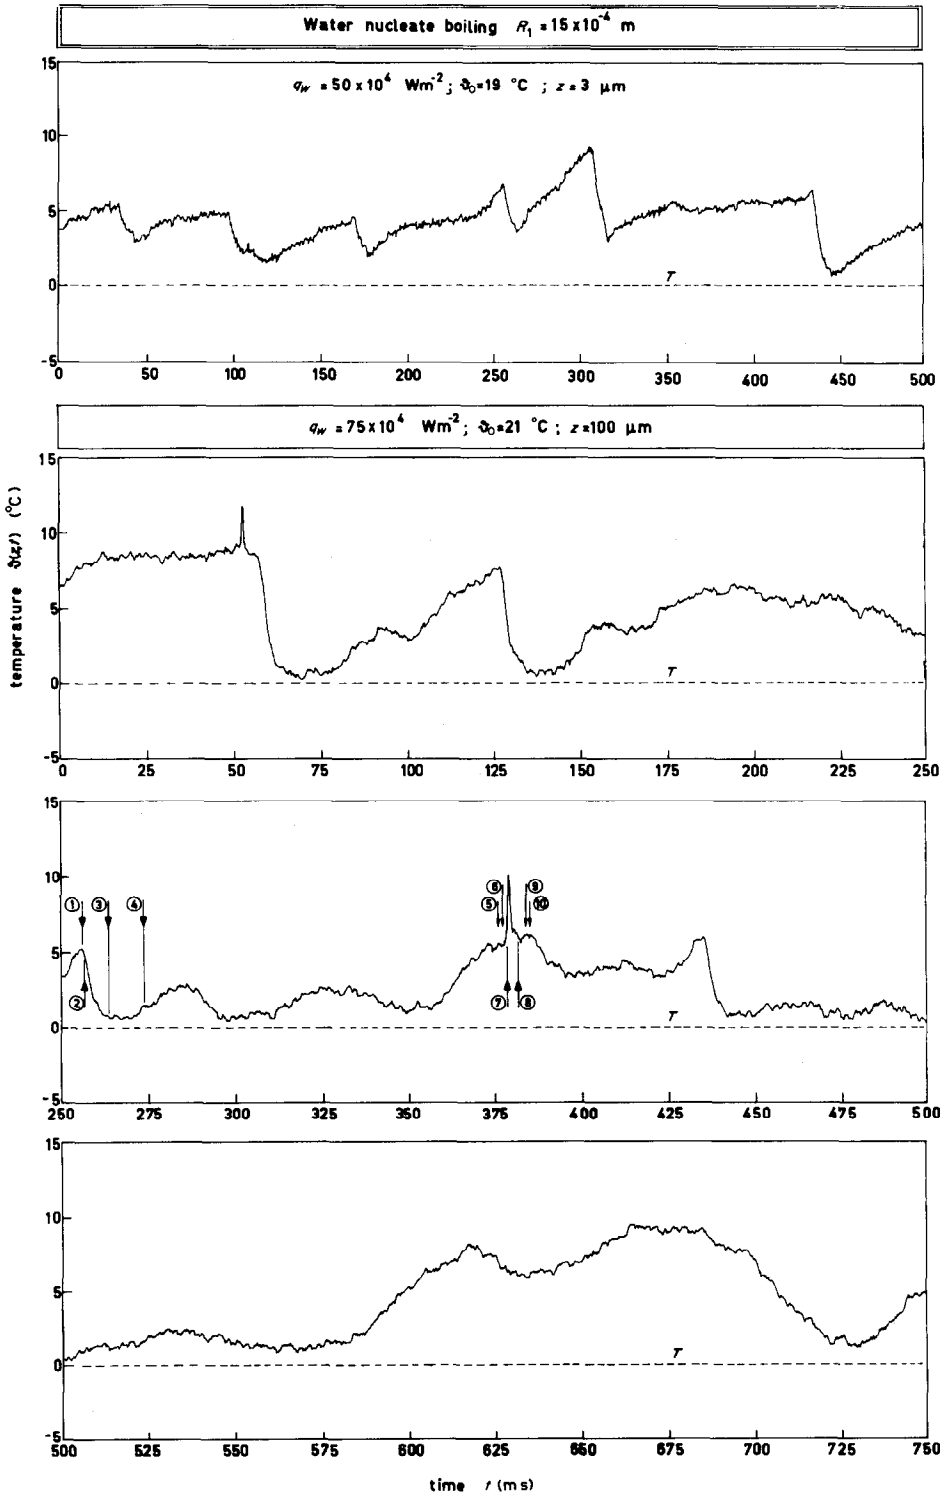 Water nucleate boiling R₁ = 15 x 10⁻⁴ m
q_w = 50 x 10⁴ Wm⁻²; ϑ₀=19 °C ; z = 3 μm
15
10
5
0
-5
T
0 50 100 150 200 250 300 350 400 450 500
q_w = 75 x 10⁴ Wm⁻²; ϑ₀=21 °C ; z = 100 μm
15
10
5
0
-5
T
0 25 50 75 100 125 150 175 200 225 250
temperature ϑ(z,t) (°C)
15
10
5
0
-5
① ③ ④ ⑥ ⑨
⑤ ⑩
② ⑦ ⑧
T
250 275 300 325 350 375 400 425 450 475 500
15
10
5
0
-5
T
500 525 550 575 600 625 650 675 700 725 750
time t (ms)